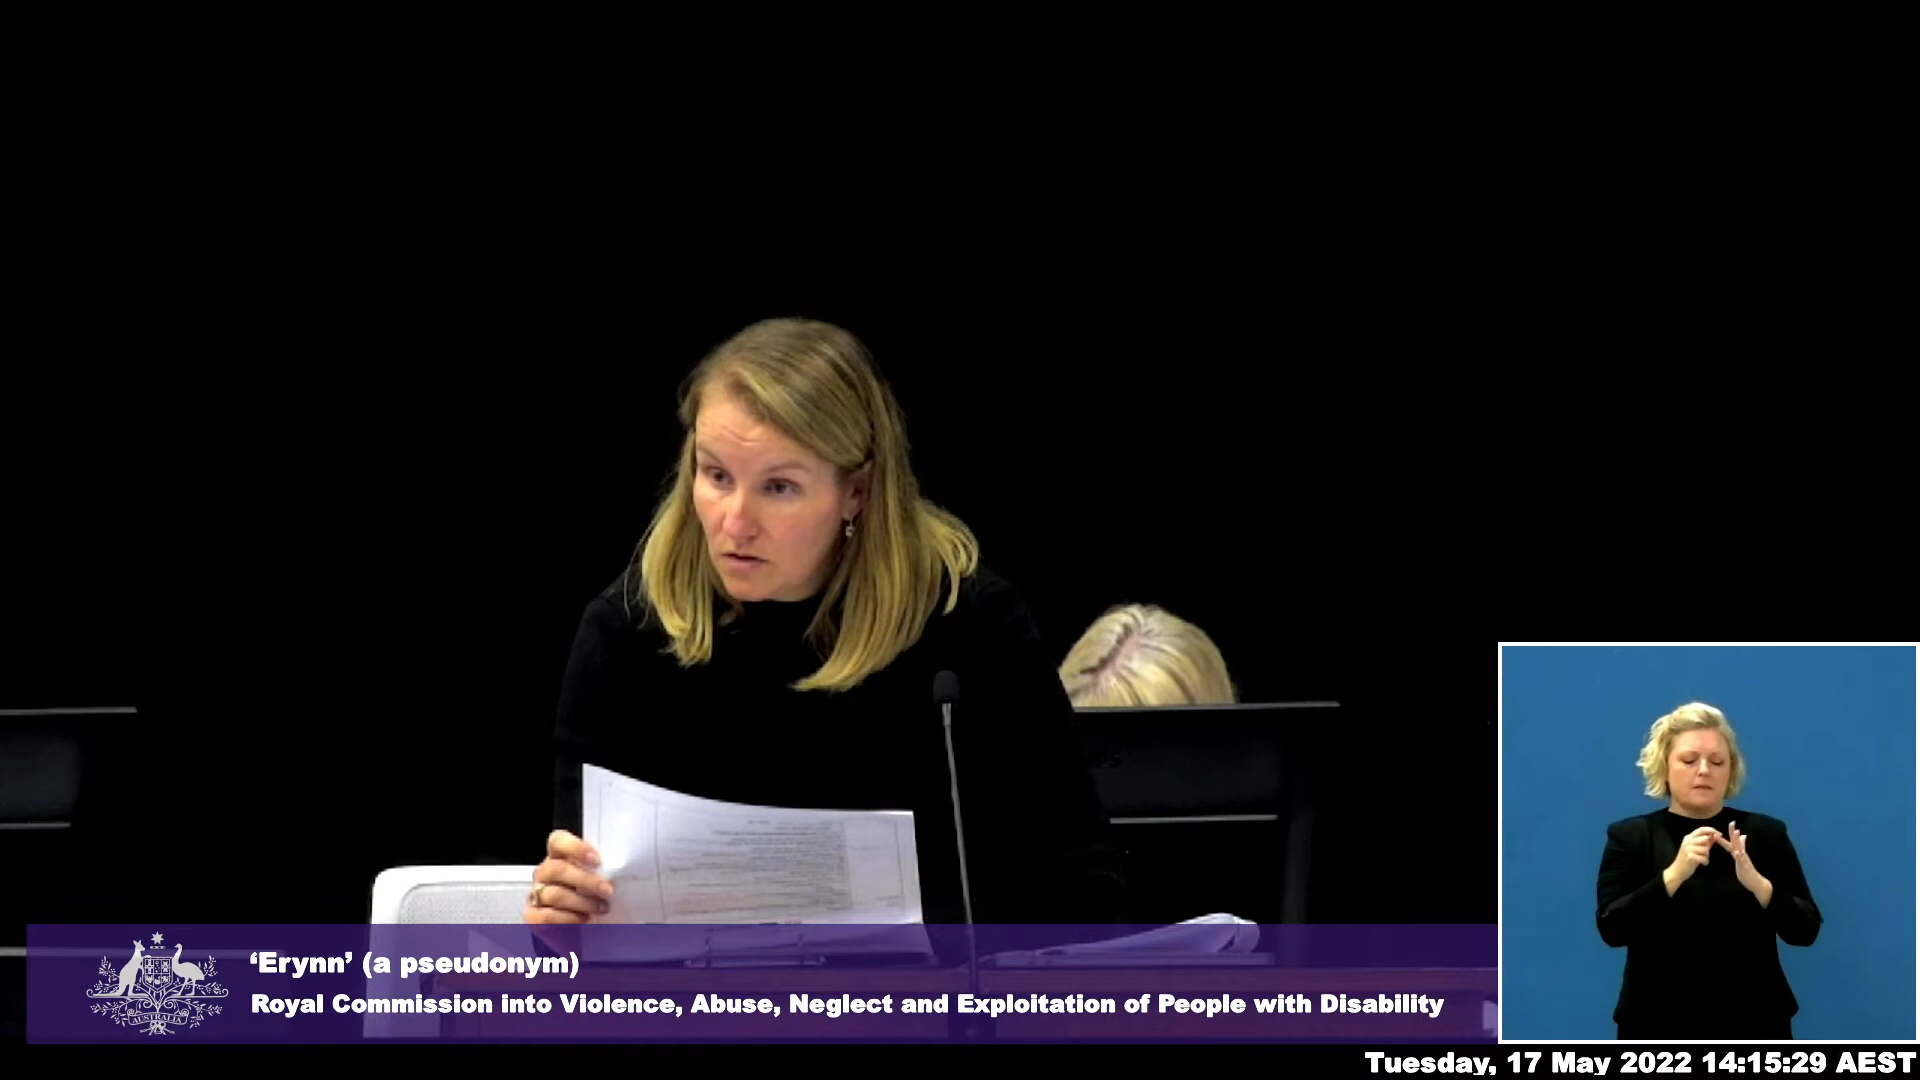 ‘Erynn’ (a pseudonym)
Royal Commission into Violence, Abuse, Neglect and Exploitation of People with Disability
AUSTRALIA
Tuesday, 17 May 2022 14:15:29 AEST